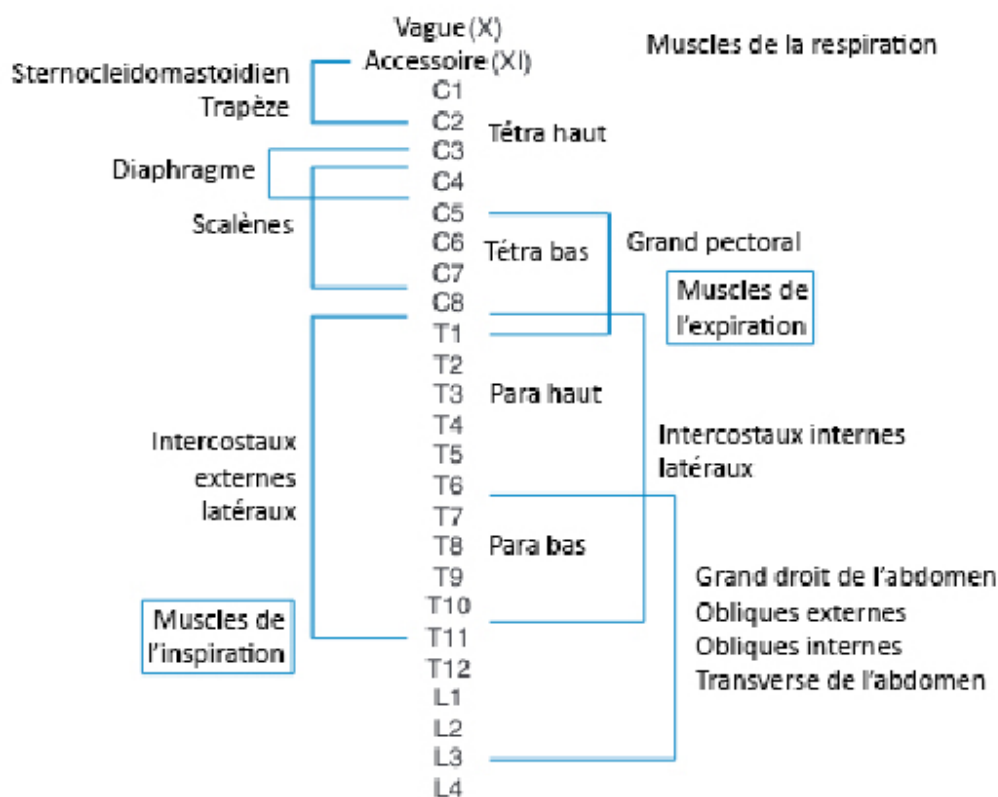 Vague (X)
Muscles de la respiration
Accessoire (XI)
Sternocleidomastoidien
Trapèze
C1
C2
Tétra haut
C3
Diaphragme
C4
Scalènes
C5
C6
Tétra bas
Grand pectoral
C7
Muscles de
l'expiration
C8
T1
T2
T3
Para haut
T4
Intercostaux
externes
latéraux
Intercostaux internes
latéraux
T5
T6
T7
T8
Para bas
T9
Grand droit de l'abdomen
Obliques externes
Obliques internes
Transverse de l'abdomen
T10
Muscles de
l'inspiration
T11
T12
L1
L2
L3
L4